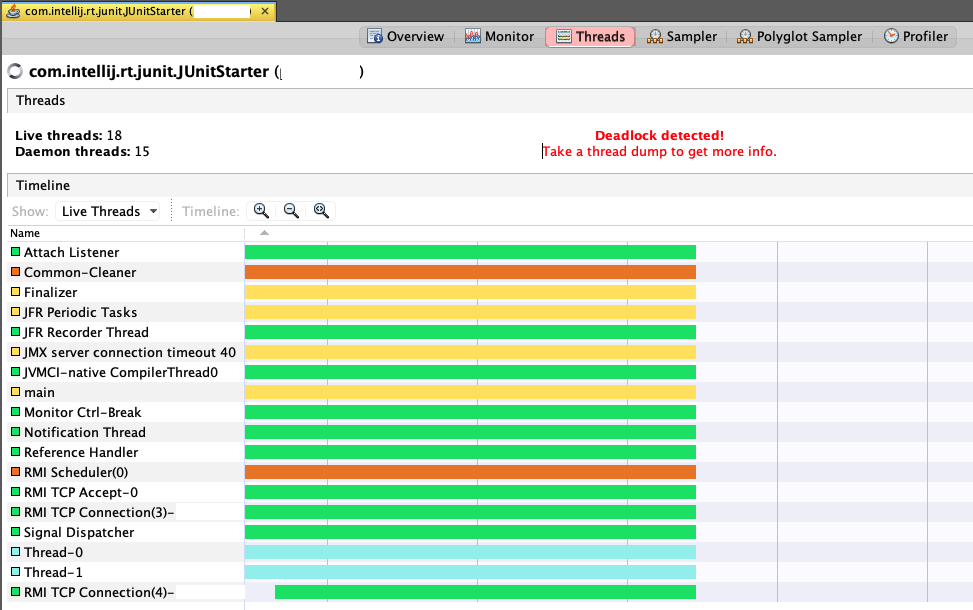 com.intellij.rt.junit.JUnitStarter (
Overview Monitor Threads Sampler Polyglot Sampler Profiler
com.intellij.rt.junit.JUnitStarter ( )
Threads
Live threads: 18
Daemon threads: 15
Deadlock detected!
Take a thread dump to get more info.
Timeline
Show: Live Threads Timeline:
Name
Attach Listener
Common-Cleaner
Finalizer
JFR Periodic Tasks
JFR Recorder Thread
JMX server connection timeout 40
JVMCI-native CompilerThread0
main
Monitor Ctrl-Break
Notification Thread
Reference Handler
RMI Scheduler(0)
RMI TCP Accept-0
RMI TCP Connection(3)-
Signal Dispatcher
Thread-0
Thread-1
RMI TCP Connection(4)-